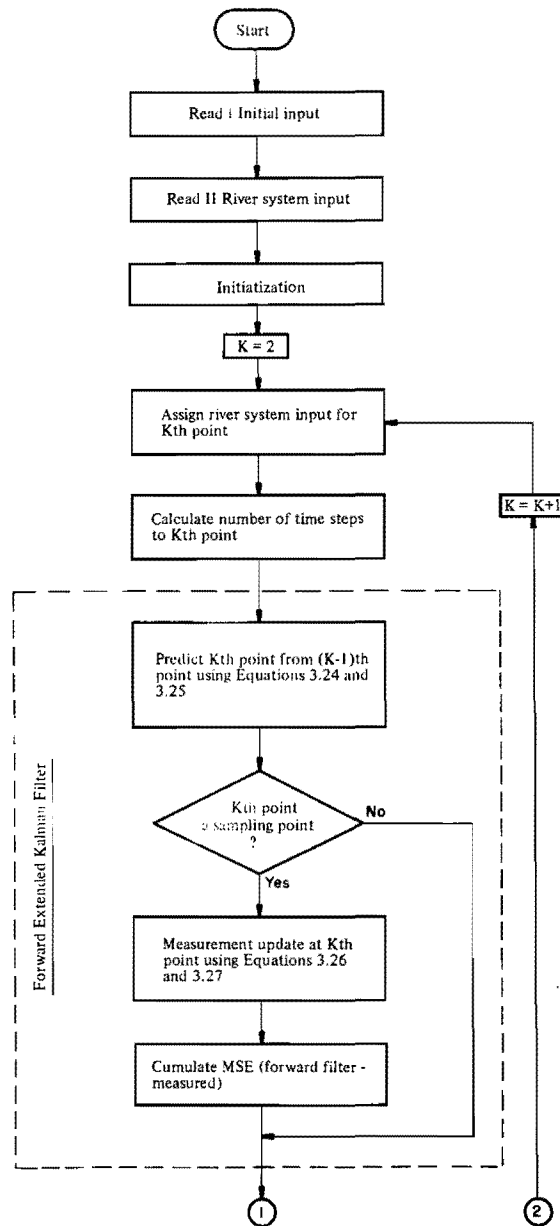 Start
Read I Initial input
Read II River system input
Initiatization
K = 2
Assign river system input for
Kth point
K = K+1
Calculate number of time steps
to Kth point
Forward Extended Kalman Filter
Predict Kth point from (K-1)th
point using Equations 3.24 and
3.25
Kth point
a sampling point
?
No
Yes
Measurement update at Kth
point using Equations 3.26
and 3.27
Cumulate MSE (forward filter -
measured)
1
2